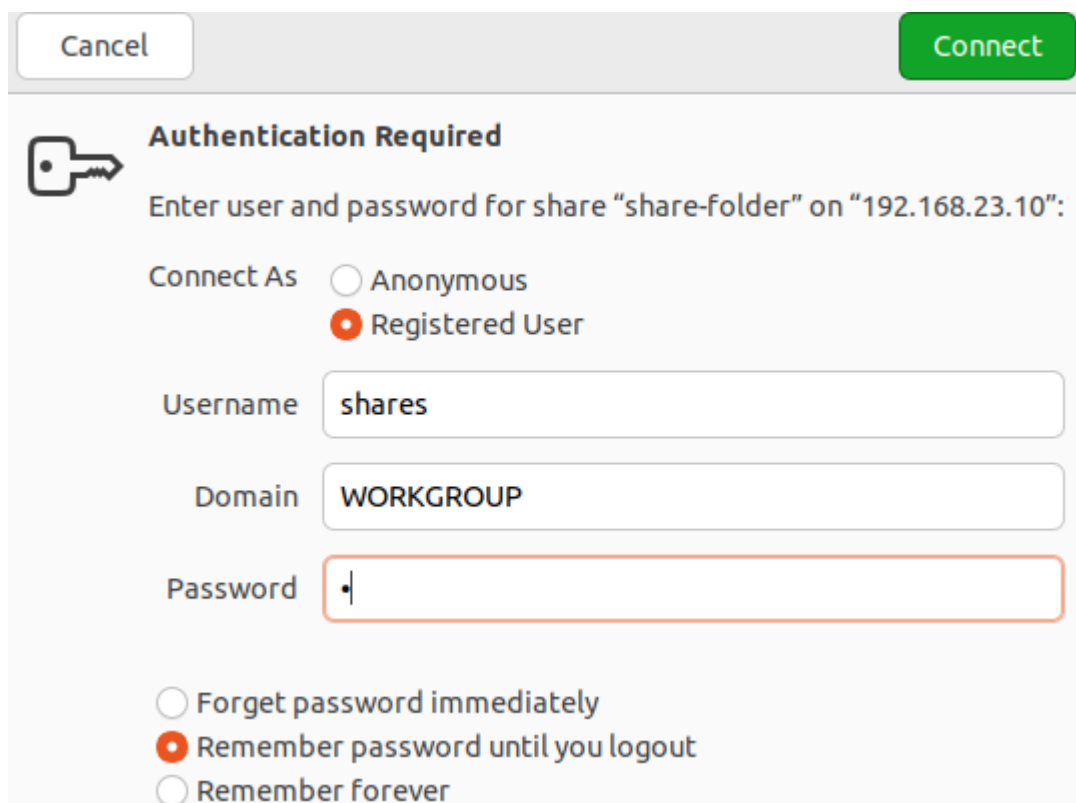 Cancel Connect
Authentication Required
Enter user and password for share “share-folder” on “192.168.23.10”:
Connect As Anonymous
Registered User
Username shares
Domain WORKGROUP
Password •
Forget password immediately
Remember password until you logout
Remember forever